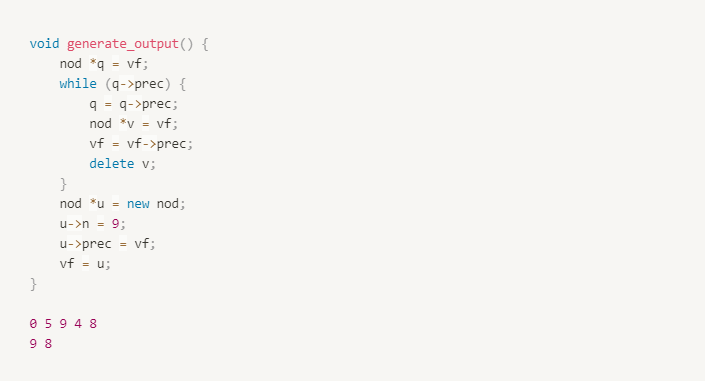 void generate_output() {
    nod *q = vf;
    while (q->prec) {
        q = q->prec;
        nod *v = vf;
        vf = vf->prec;
        delete v;
    }
    nod *u = new nod;
    u->n = 9;
    u->prec = vf;
    vf = u;
}
0 5 9 4 8
9 8